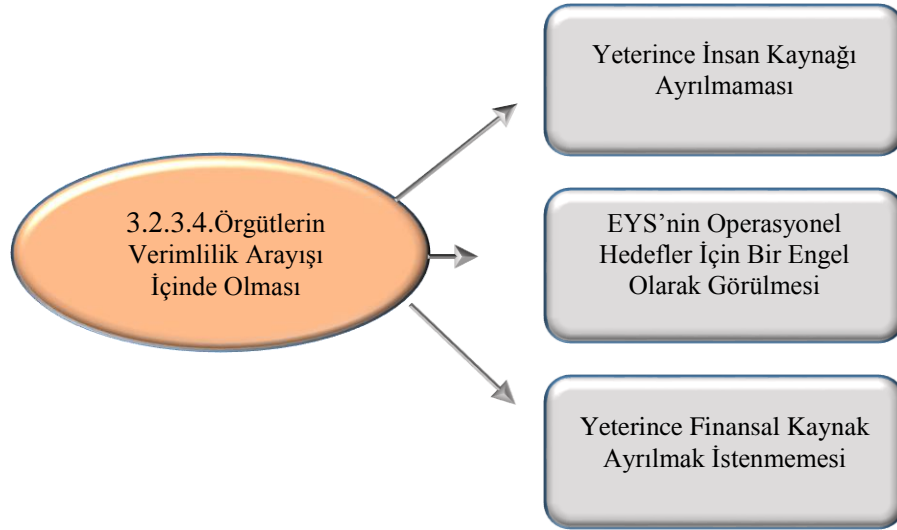 3.2.3.4.Örgütlerin
Verimlilik Arayışı
İçinde Olması
Yeterince İnsan Kaynağı
Ayrılmaması
EYS’nin Operasyonel
Hedefler İçin Bir Engel
Olarak Görülmesi
Yeterince Finansal Kaynak
Ayrılmak İstenmemesi